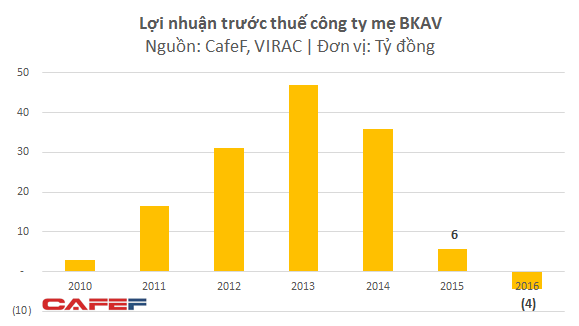 Lợi nhuận trước thuế công ty mẹ BKAV
Nguồn: CafeF, VIRAC | Đơn vị: Tỷ đồng
50
40
30
20
10
-
(10)
6
(4)
2010 2011 2012 2013 2014 2015 2016
CAFEF